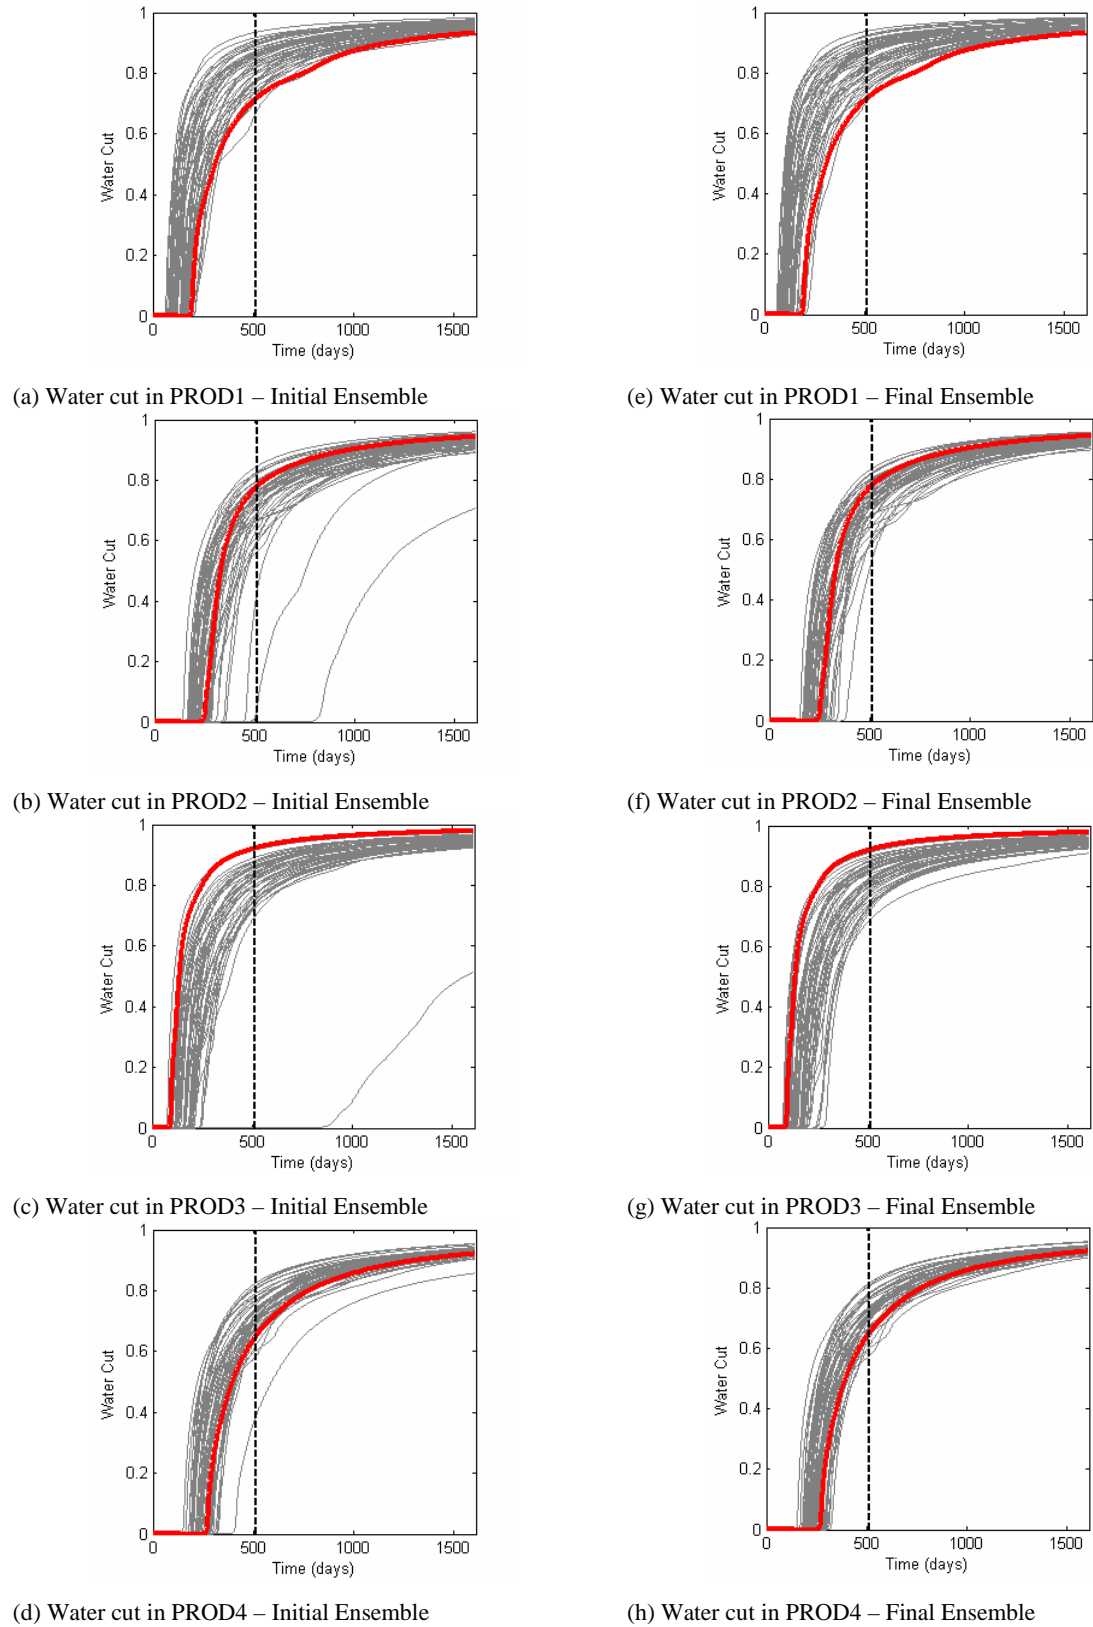 1
0.8
0.6
0.4
0.2
0
Water Cut
0 500 1000 1500
Time (days)
(a) Water cut in PROD1 – Initial Ensemble
1
0.8
0.6
0.4
0.2
0
Water Cut
0 500 1000 1500
Time (days)
(e) Water cut in PROD1 – Final Ensemble
1
0.8
0.6
0.4
0.2
0
Water Cut
0 500 1000 1500
Time (days)
(b) Water cut in PROD2 – Initial Ensemble
1
0.8
0.6
0.4
0.2
0
Water Cut
0 500 1000 1500
Time (days)
(f) Water cut in PROD2 – Final Ensemble
1
0.8
0.6
0.4
0.2
0
Water Cut
0 500 1000 1500
Time (days)
(c) Water cut in PROD3 – Initial Ensemble
1
0.8
0.6
0.4
0.2
0
Water Cut
0 500 1000 1500
Time (days)
(g) Water cut in PROD3 – Final Ensemble
1
0.8
0.6
0.4
0.2
0
Water Cut
0 500 1000 1500
Time (days)
(d) Water cut in PROD4 – Initial Ensemble
1
0.8
0.6
0.4
0.2
0
Water Cut
0 500 1000 1500
Time (days)
(h) Water cut in PROD4 – Final Ensemble